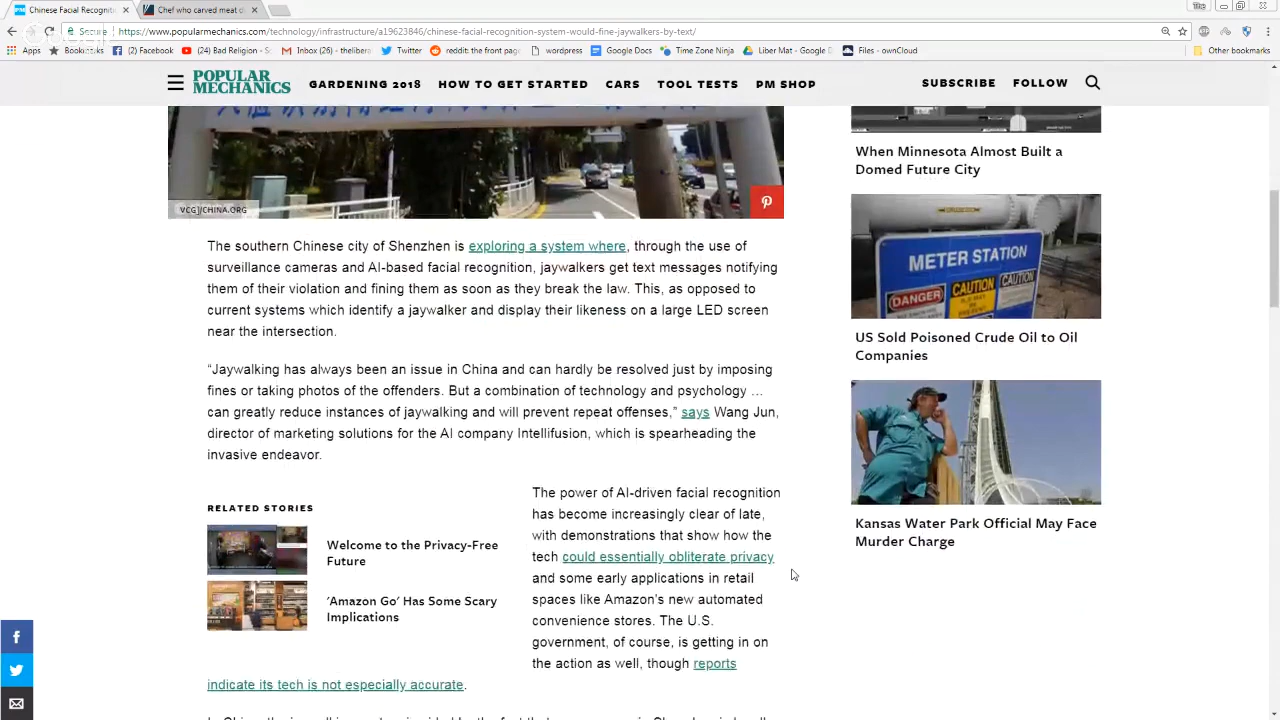 Chinese Facial Recogniti
Chef who carved meat d
Secure
https://www.popularmechanics.com/technology/infrastructure/a19623846/chinese-facial-recognition-system-would-fine-jaywalkers-by-text/
Bookmarks
(2) Facebook
(24) Bad Religion - S
Inbox (26) - theliber
Twitter
reddit: the front page
wordpress
Google Docs
Time Zone Ninja
Liber Mat - Google D
Files - ownCloud
Other bookmarks
POPULAR
MECHANICS
GARDENING 2018
HOW TO GET STARTED
CARS
TOOL TESTS
PM SHOP
SUBSCRIBE
FOLLOW
VCG]/CHINA.ORG
The southern Chinese city of Shenzhen is exploring a system where, through the use of
surveillance cameras and AI-based facial recognition, jaywalkers get text messages notifying
them of their violation and fining them as soon as they break the law. This, as opposed to
current systems which identify a jaywalker and display their likeness on a large LED screen
near the intersection.
“Jaywalking has always been an issue in China and can hardly be resolved just by imposing
fines or taking photos of the offenders. But a combination of technology and psychology ...
can greatly reduce instances of jaywalking and will prevent repeat offenses,” says Wang Jun,
director of marketing solutions for the AI company Intellifusion, which is spearheading the
invasive endeavor.
RELATED STORIES
Welcome to the Privacy-Free
Future
'Amazon Go' Has Some Scary
Implications
The power of AI-driven facial recognition
has become increasingly clear of late,
with demonstrations that show how the
tech could essentially obliterate privacy
and some early applications in retail
spaces like Amazon's new automated
convenience stores. The U.S.
government, of course, is getting in on
the action as well, though reports
indicate its tech is not especially accurate.
When Minnesota Almost Built a
Domed Future City
METER STATION
DANGER
CAUTION
CAUTION
US Sold Poisoned Crude Oil to Oil
Companies
Kansas Water Park Official May Face
Murder Charge